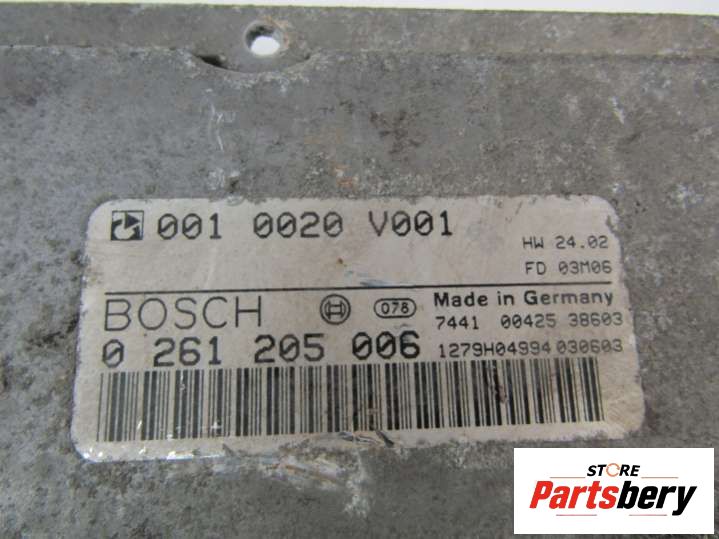 001 0020 V001
HW 24.02
FD 03M06
BOSCH 078 Made in Germany
7441 00425 38603
0 261 205 006 1279H04994 030603
STORE
Partsbery